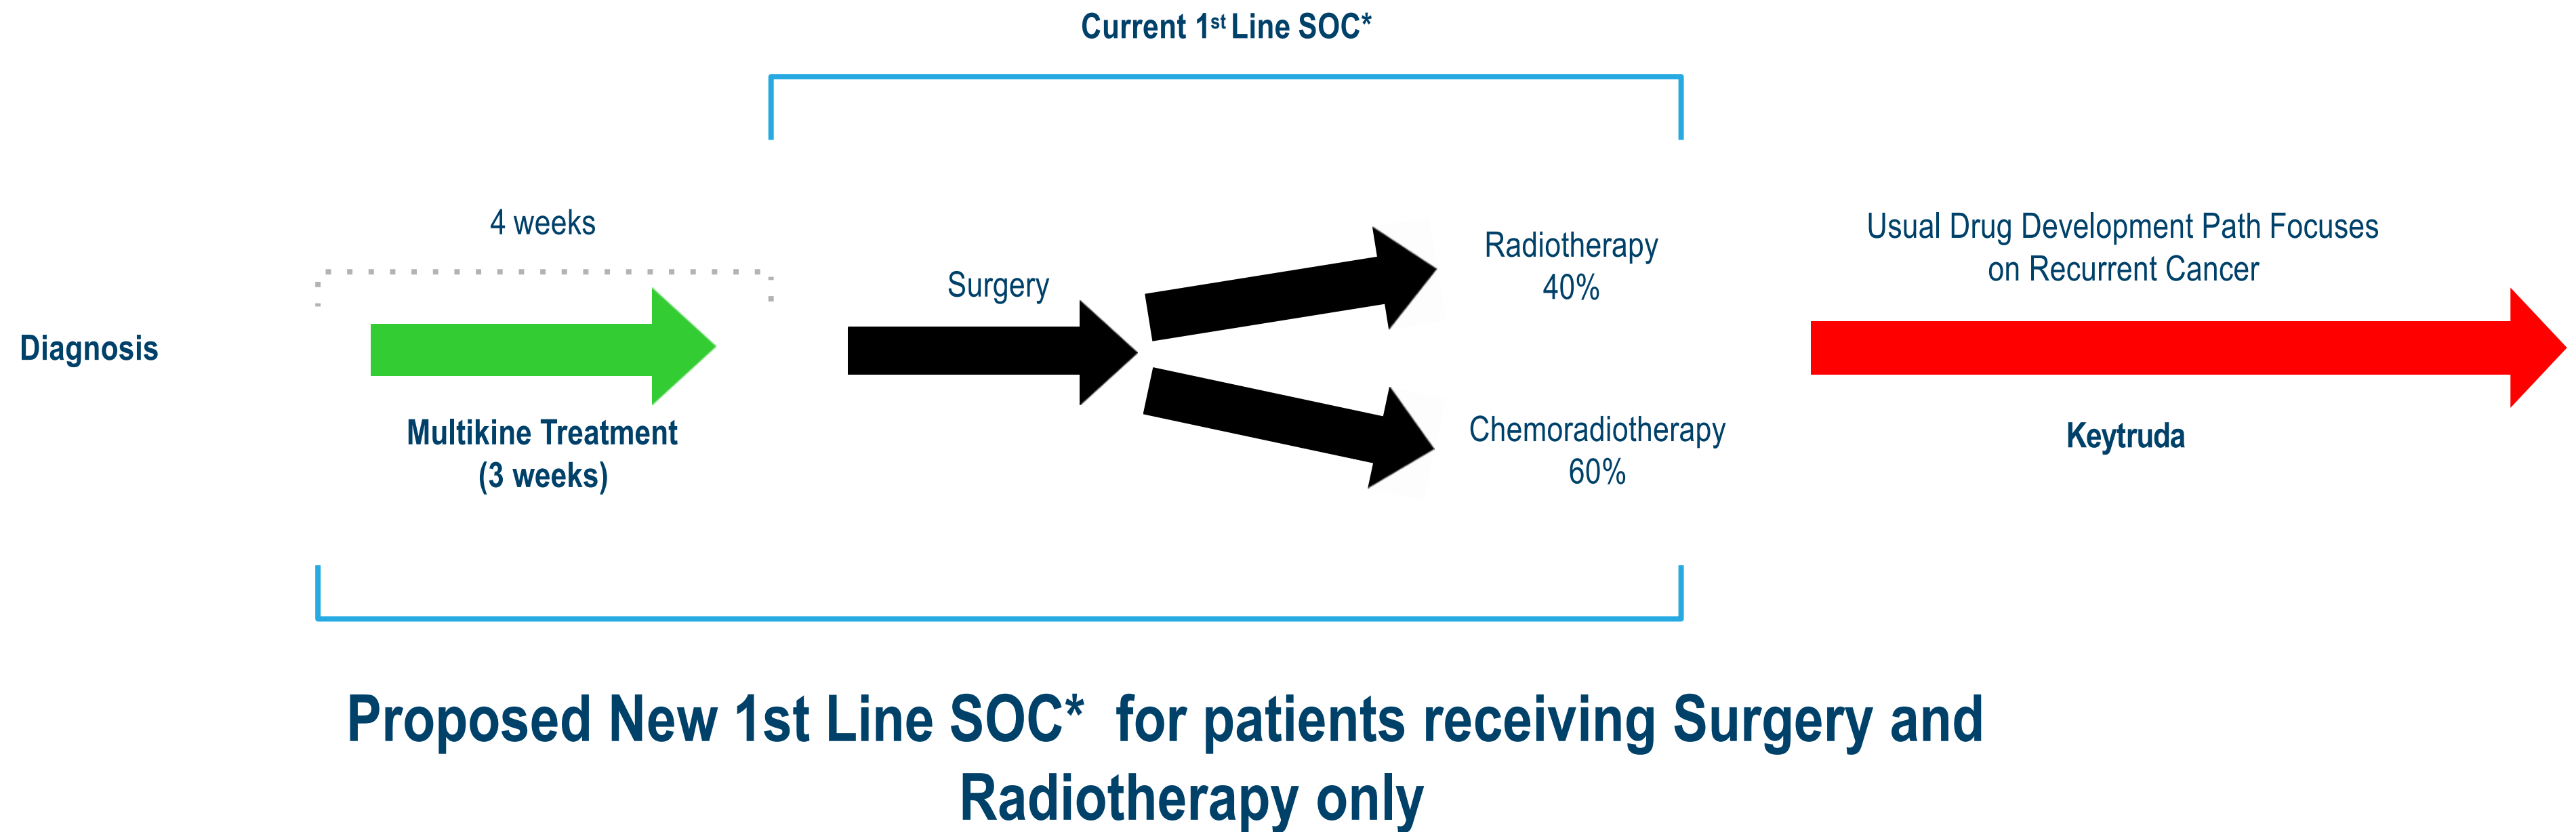 Current 1st Line SOC*
4 weeks
Surgery
Radiotherapy
40%
Usual Drug Development Path Focuses
on Recurrent Cancer
Diagnosis
Multikine Treatment
(3 weeks)
Chemoradiotherapy
60%
Keytruda
Proposed New 1st Line SOC*  for patients receiving Surgery and
Radiotherapy only